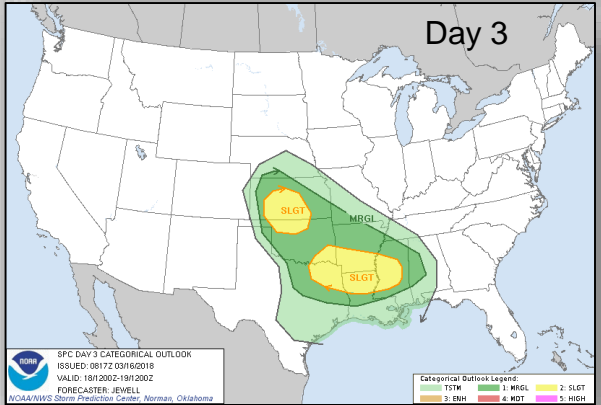 Day 3
SLGT
MRGL
SLGT
NOAA
SPC DAY 3 CATEGORICAL OUTLOOK
ISSUED: 0817Z 03/16/2018
VALID: 18/1200Z-19/1200Z
FORECASTER: JEWELL
NOAA/NWS Storm Prediction Center, Norman, Oklahoma
Categorical Outlook Legend:
TSTM 1: MRGL 2: SLGT
3: ENH 4: MDT 5: HIGH